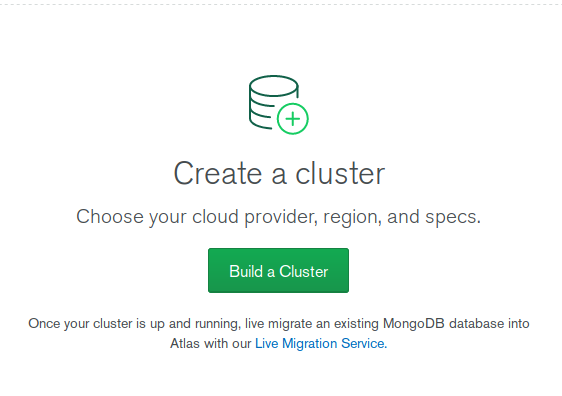 Create a cluster
Choose your cloud provider, region, and specs.
Build a Cluster
Once your cluster is up and running, live migrate an existing MongoDB database into
Atlas with our Live Migration Service.